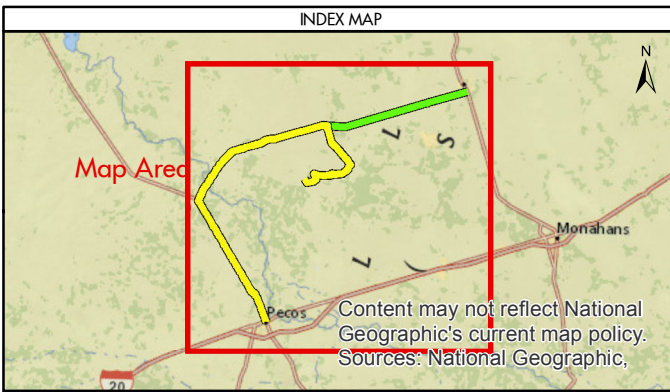 INDEX MAP
N
S
L
Map Area
Monahans
L
(
Pecos
Content may not reflect National
Geographic's current map policy.
Sources: National Geographic,
20